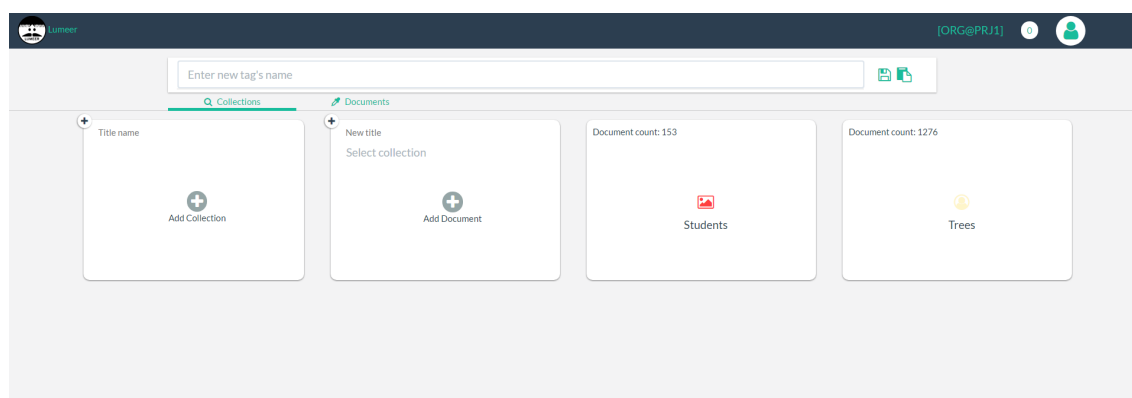 Lumeer
[ORG@PRJ1]
0
Enter new tag's name
Collections
Documents
Title name
Add Collection
New title
Select collection
Add Document
Document count: 153
Students
Document count: 1276
Trees